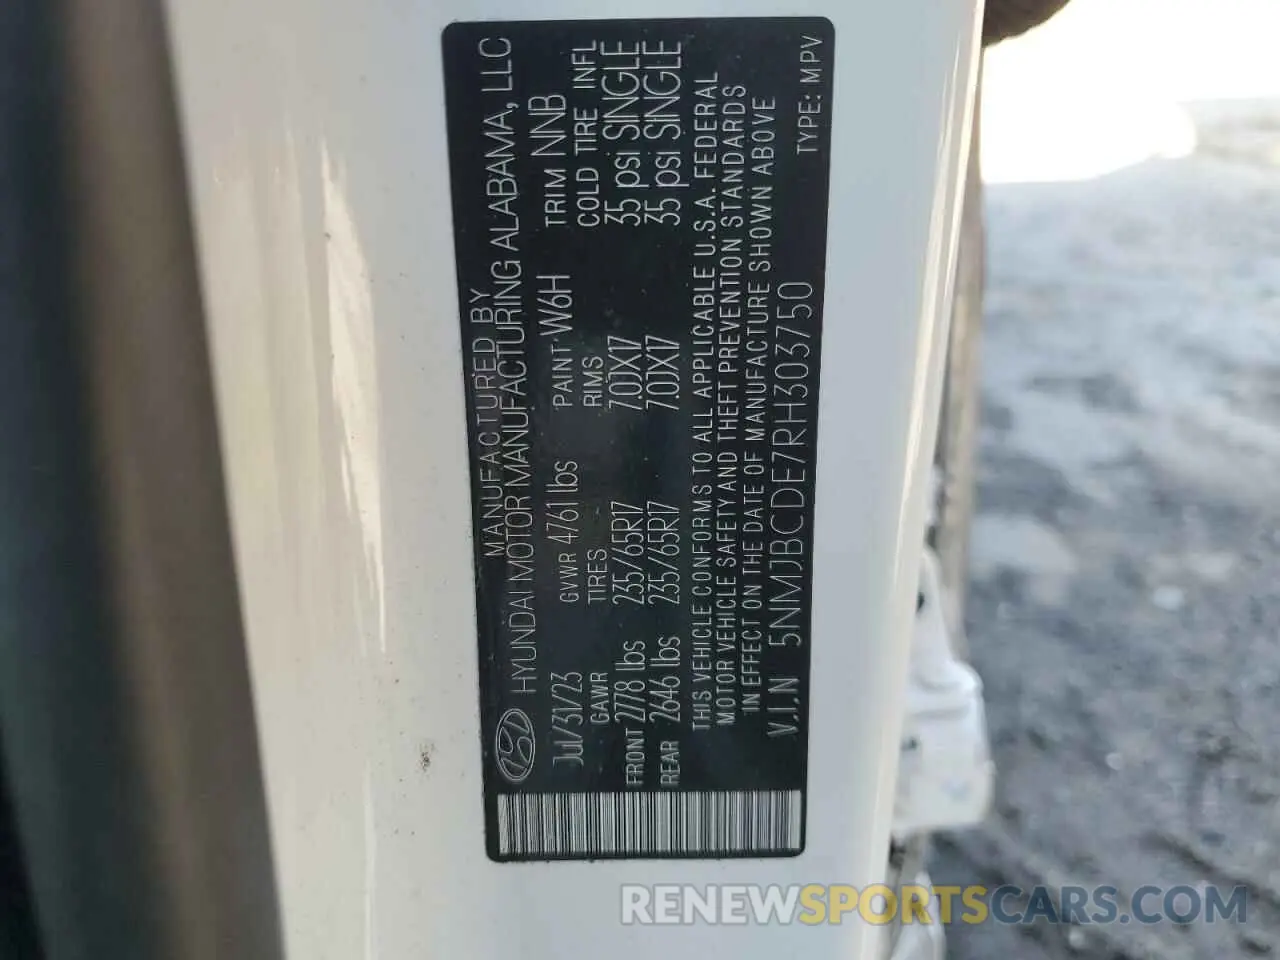 MANUFACTURED BY
HYUNDAI MOTOR MANUFACTURING ALABAMA, LLC
Jul/31/23 GVWR 4761 lbs PAINT W6H TRIM NNB
GAWR TIRES RIMS COLD TIRE INFL
FRONT 2778 lbs 235/65R17 7.0JX17 35 psi SINGLE
REAR 2646 lbs 235/65R17 7.0JX17 35 psi SINGLE
THIS VEHICLE CONFORMS TO ALL APPLICABLE U.S.A. FEDERAL
MOTOR VEHICLE SAFETY AND THEFT PREVENTION STANDARDS
IN EFFECT ON THE DATE OF MANUFACTURE SHOWN ABOVE
V.I.N 5NMJBCDE7RH303750 TYPE: MPV
RENEWSPORTSCARS.COM